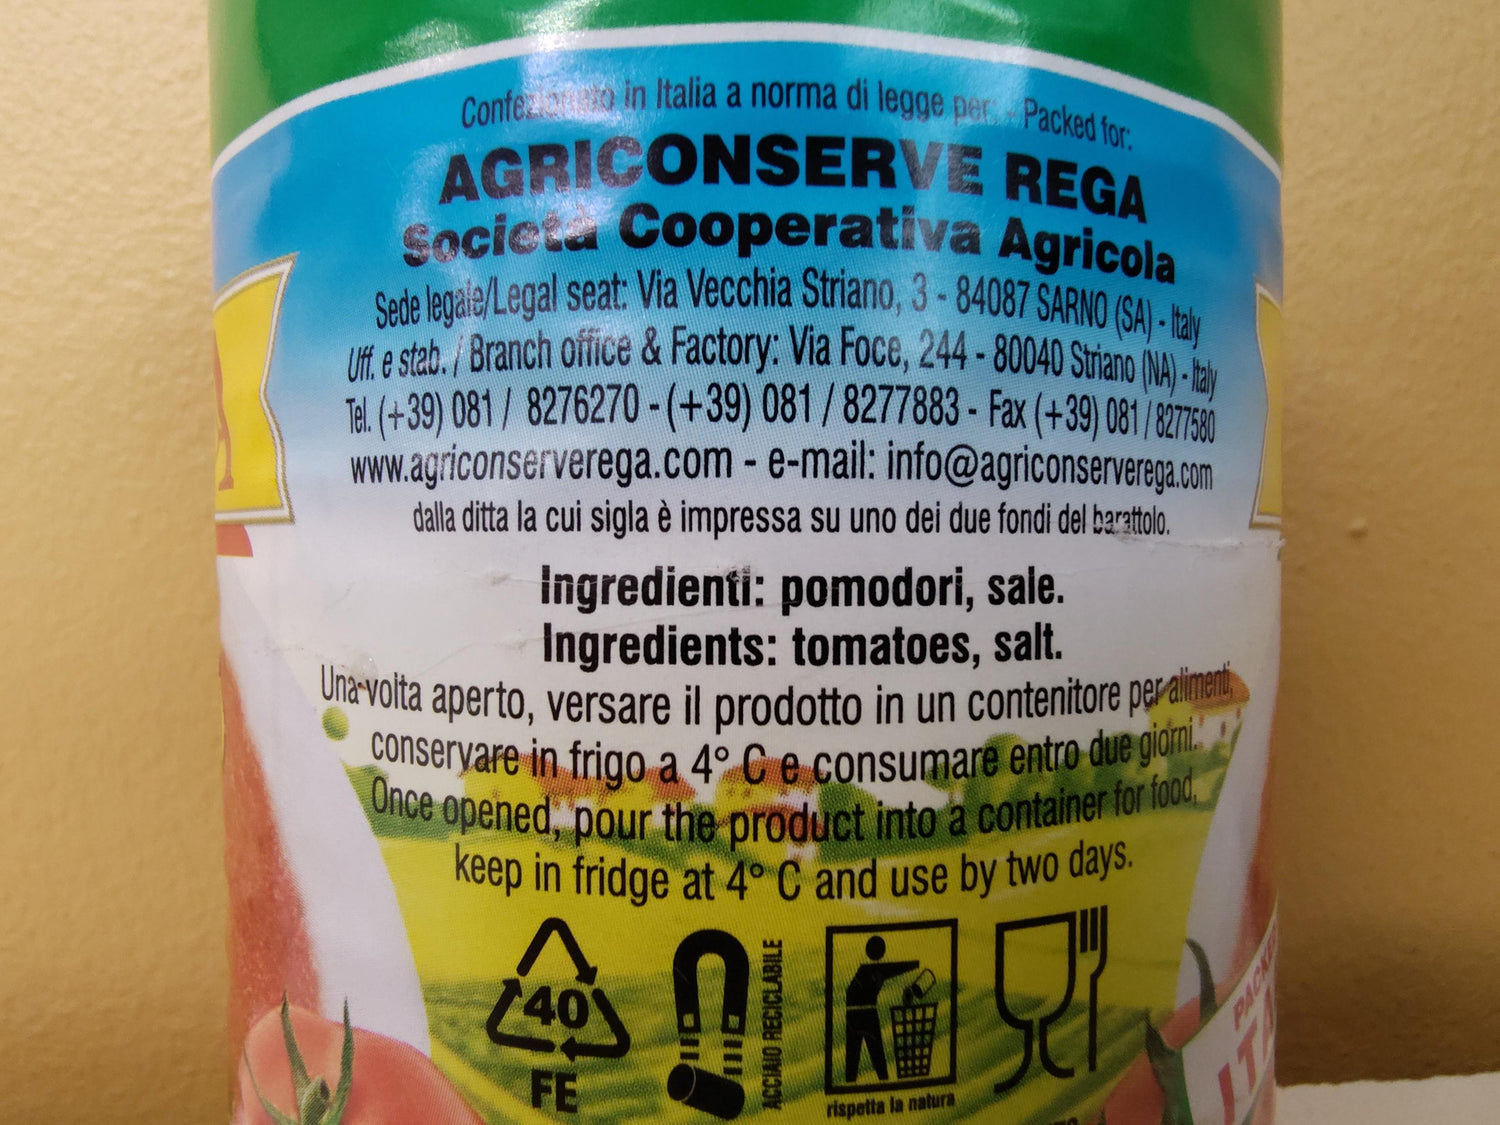 Confezionato in Italia a norma di legge per: - Packed for:
AGRICONSERVE REGA
Società Cooperativa Agricola
Sede legale/Legal seat: Via Vecchia Striano, 3 - 84087 SARNO (SA) - Italy
Uff. e stab. / Branch office & Factory: Via Foce, 244 - 80040 Striano (NA) - Italy
Tel. (+39) 081 / 8276270 - (+39) 081 / 8277883 - Fax (+39) 081 / 8277580
www.agriconserverega.com - e-mail: info@agriconserverega.com
dalla ditta la cui sigla è impressa su uno dei due fondi del barattolo.
Ingredienti: pomodori, sale.
Ingredients: tomatoes, salt.
Una volta aperto, versare il prodotto in un contenitore per alimenti,
conservare in frigo a 4° C e consumare entro due giorni.
Once opened, pour the product into a container for food,
keep in fridge at 4° C and use by two days.
40
FE
ACCIAIO RECICLABILE
rispetta la natura